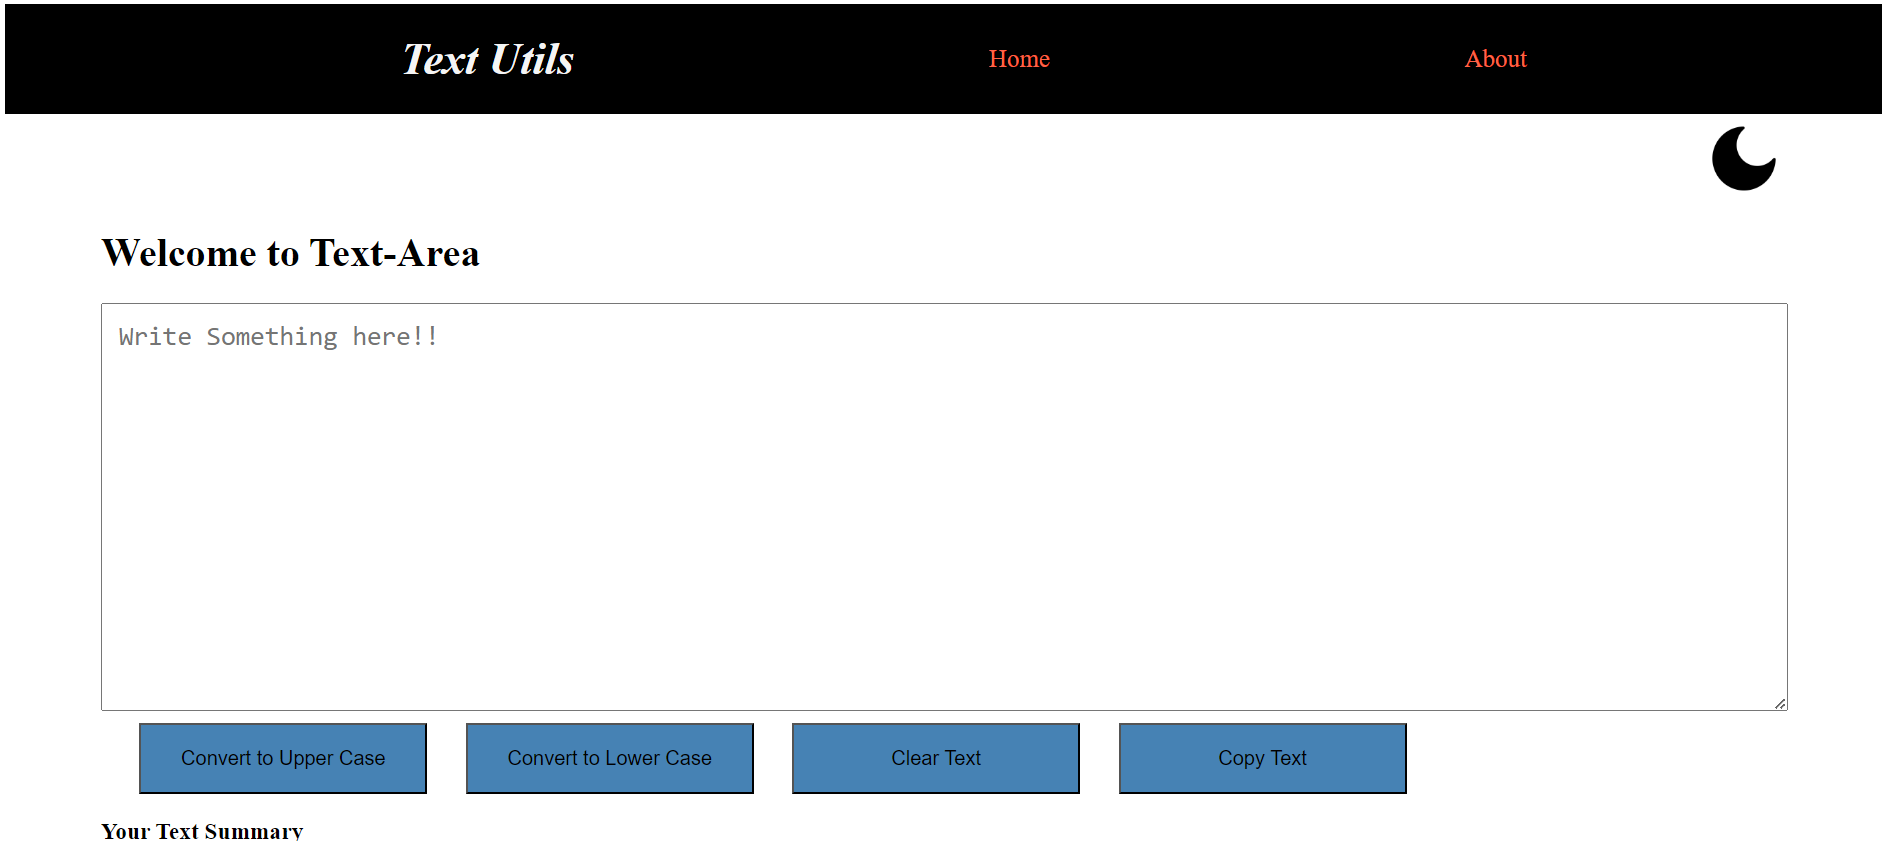 Text Utils Home About
Welcome to Text-Area
Write Something here!!
Convert to Upper Case Convert to Lower Case Clear Text Copy Text
Your Text Summary